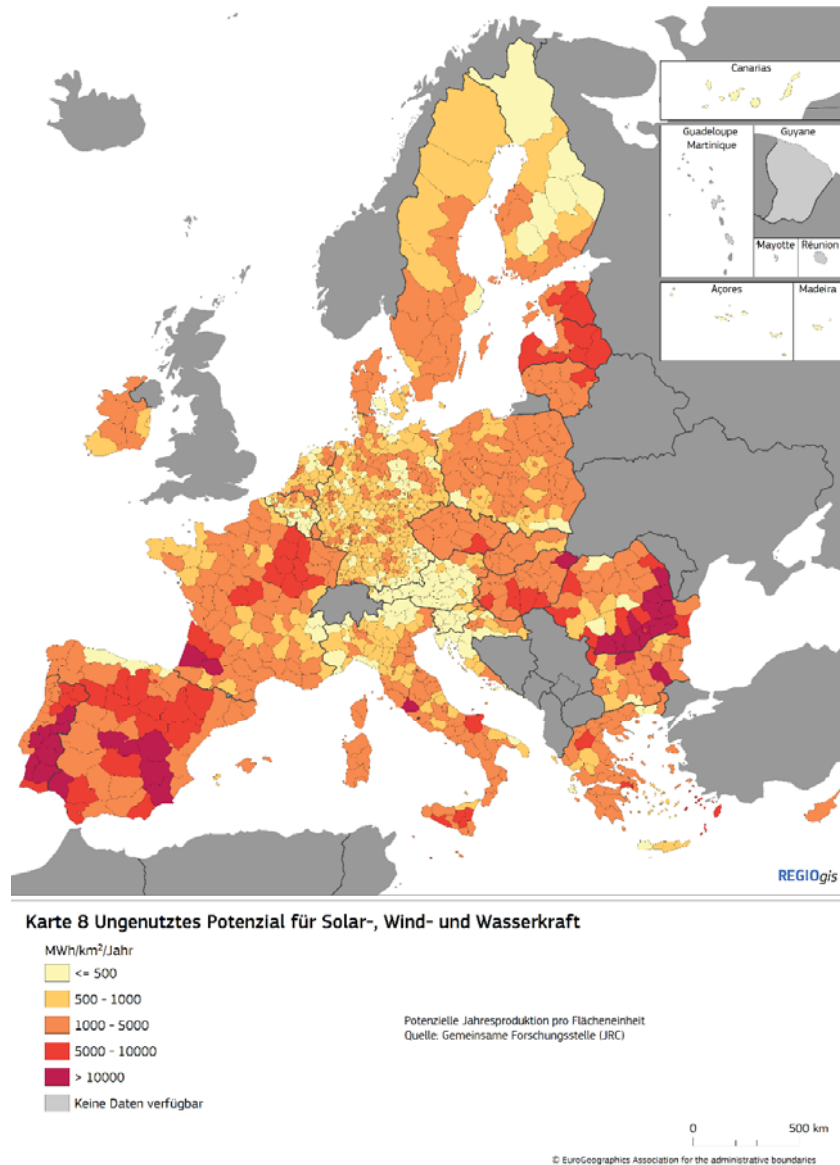 Canarias
Guadeloupe
Martinique
Guyane
Mayotte
Réunion
Açores
Madeira
REGIOgis
Karte 8 Ungenutztes Potenzial für Solar-, Wind- und Wasserkraft
MWh/km²/Jahr
<= 500
500 - 1000
1000 - 5000
5000 - 10000
> 10000
Keine Daten verfügbar
Potenzielle Jahresproduktion pro Flächeneinheit
Quelle: Gemeinsame Forschungsstelle (JRC)
0 500 km
© EuroGeographics Association for the administrative boundaries